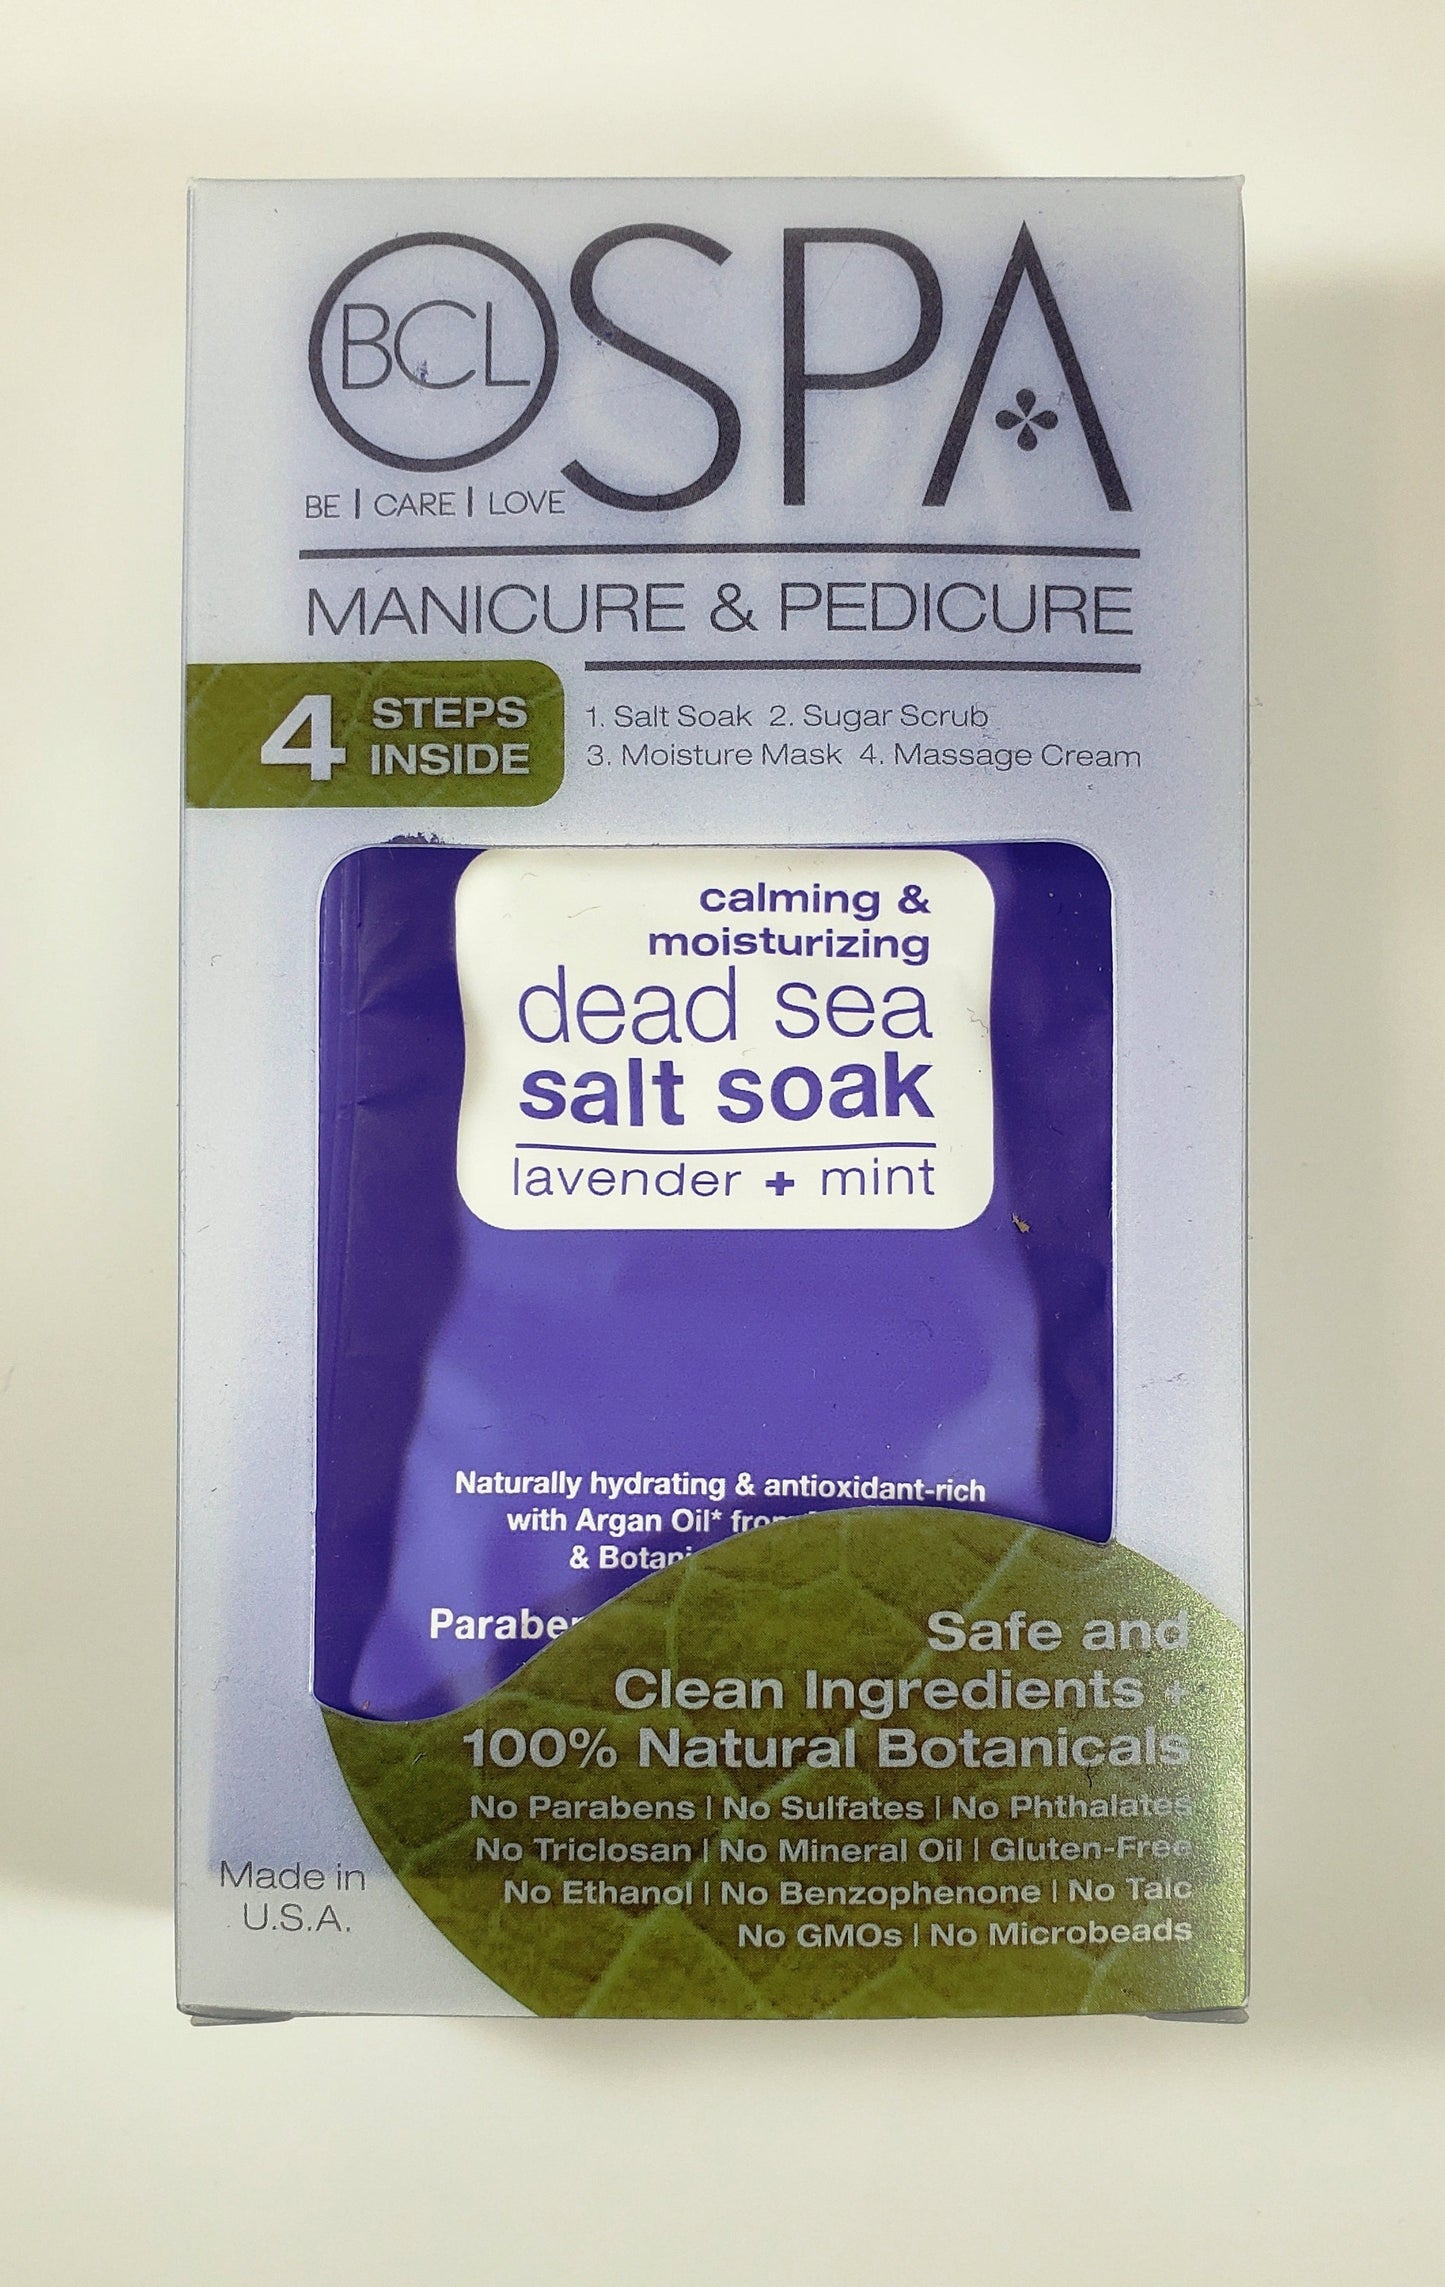 BCL SPA
BE | CARE | LOVE
MANICURE & PEDICURE
4 STEPS INSIDE
1. Salt Soak 2. Sugar Scrub
3. Moisture Mask 4. Massage Cream
calming &
moisturizing
dead sea
salt soak
lavender + mint
Naturally hydrating & antioxidant-rich
with Argan Oil*
&
Safe and
Clean Ingredients +
100% Natural Botanicals
No Parabens | No Sulfates | No Phthalates
No Triclosan | No Mineral Oil | Gluten-Free
No Ethanol | No Benzophenone | No Talc
No GMOs | No Microbeads
Made in
U.S.A.